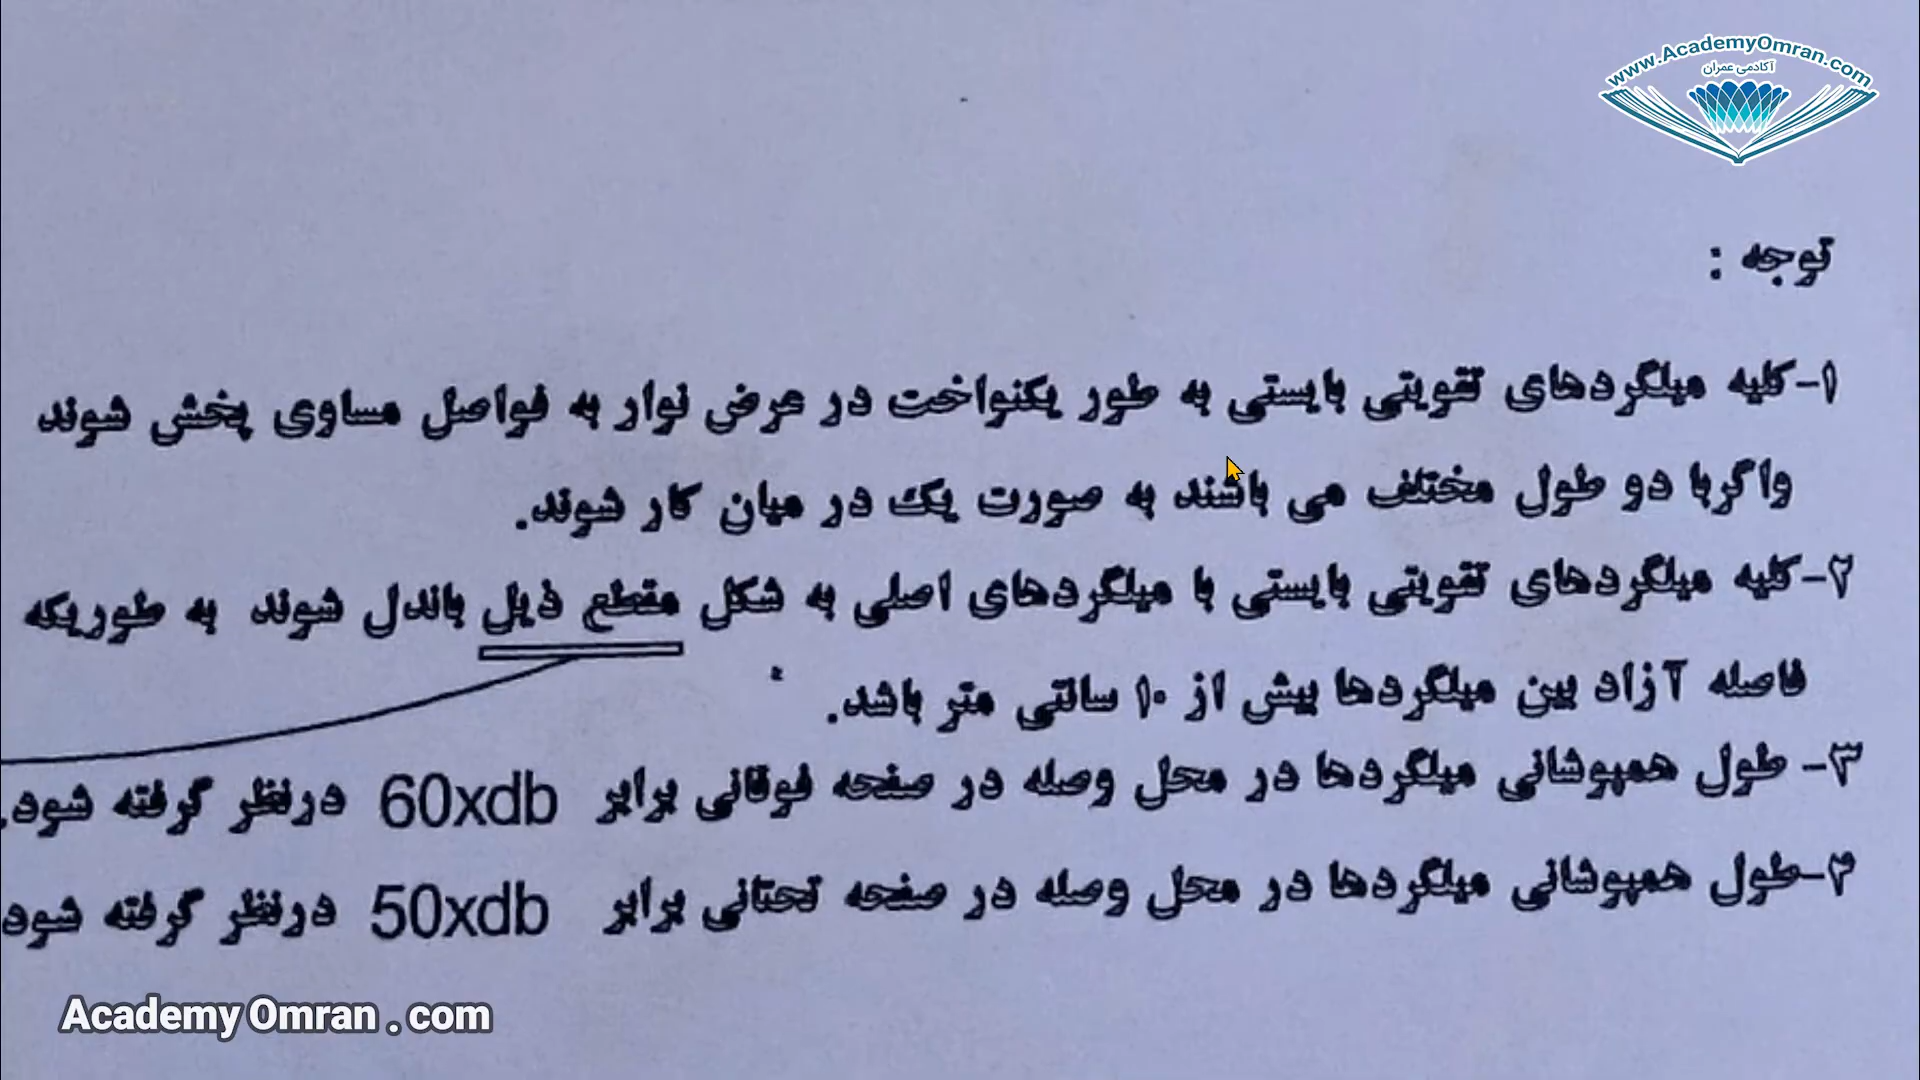 www.AcademyOmran.com
آکادمی عمران
توجه :
۱-کلیه میلگردهای تقویتی بایستی به طور یکنواخت در عرض نوار به فواصل مساوی پخش شوند
واگربا دو طول مختلف می باشند به صورت یک در میان کار شوند.
۲-کلیه میلگردهای تقویتی بایستی با میلگردهای اصلی به شکل مقطع ذیل باندل شوند به طوریکه
فاصله آزاد بین میلگردها بیش از ۱۰ سانتی متر باشد.
۳- طول همپوشانی میلگردها در محل وصله در صفحه فوقانی برابر 60xdb درنظر گرفته شود.
۴-طول همپوشانی میلگردها در محل وصله در صفحه تحتانی برابر 50xdb درنظر گرفته شود
Academy Omran . com